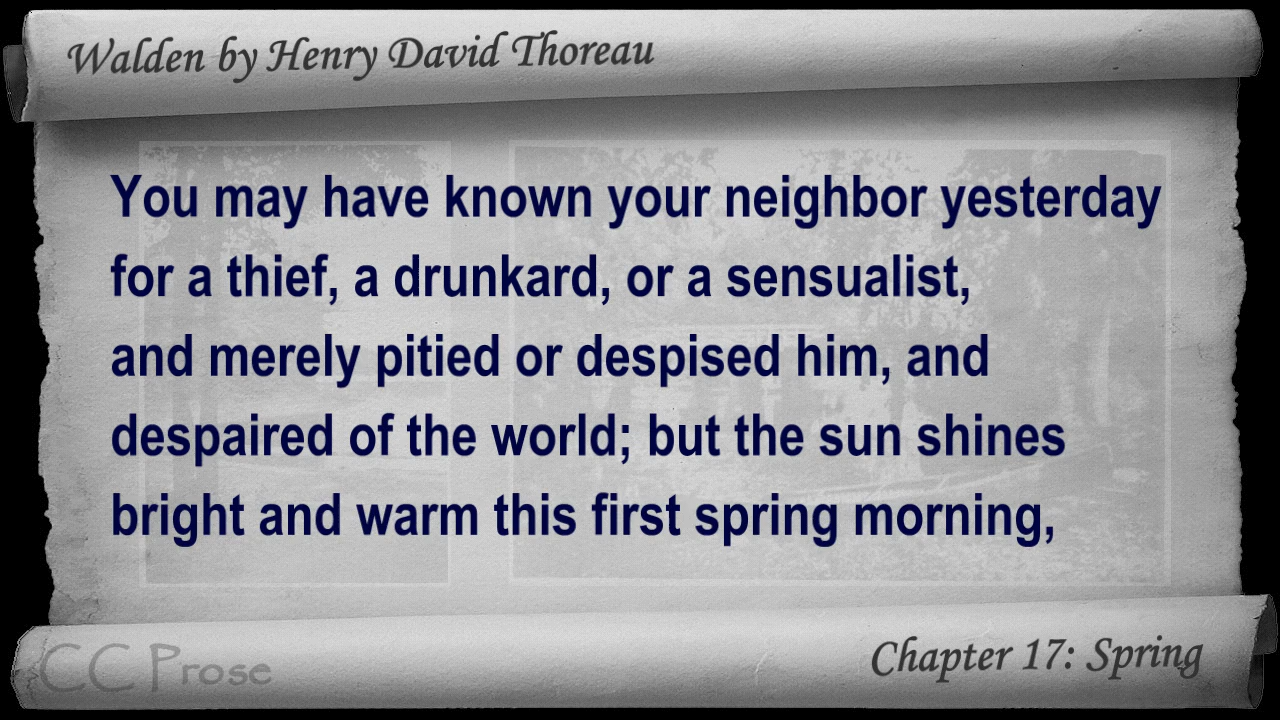 Walden by Henry David Thoreau
You may have known your neighbor yesterday
for a thief, a drunkard, or a sensualist,
and merely pitied or despised him, and
despaired of the world; but the sun shines
bright and warm this first spring morning,
CC Prose
Chapter 17: Spring